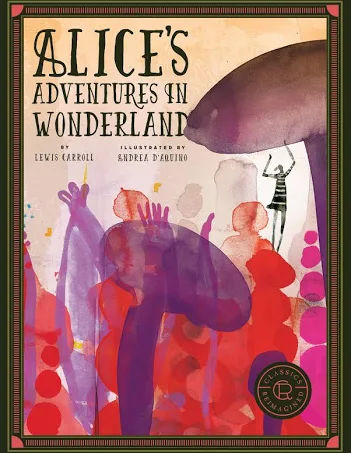 ALICE'S
ADVENTURES IN
WONDERLAND
BY
LEWIS CARROLL
ILLUSTRATED BY
ANDREA D'AQUINO
CLASSICS
REIMAGINED